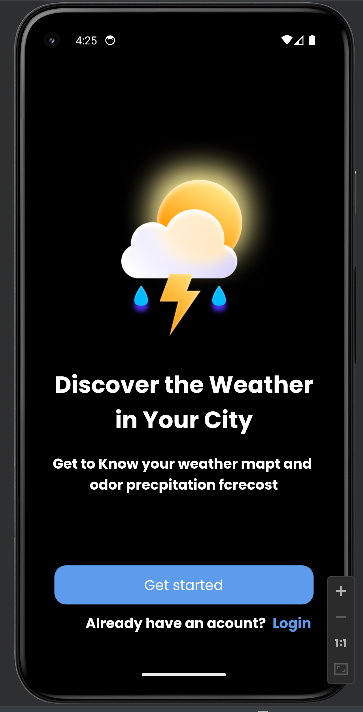 4:25
Discover the Weather
in Your City
Get to Know your weather mapt and
odor precpitation fcrecost
Get started
Already have an acount? Login
1:1